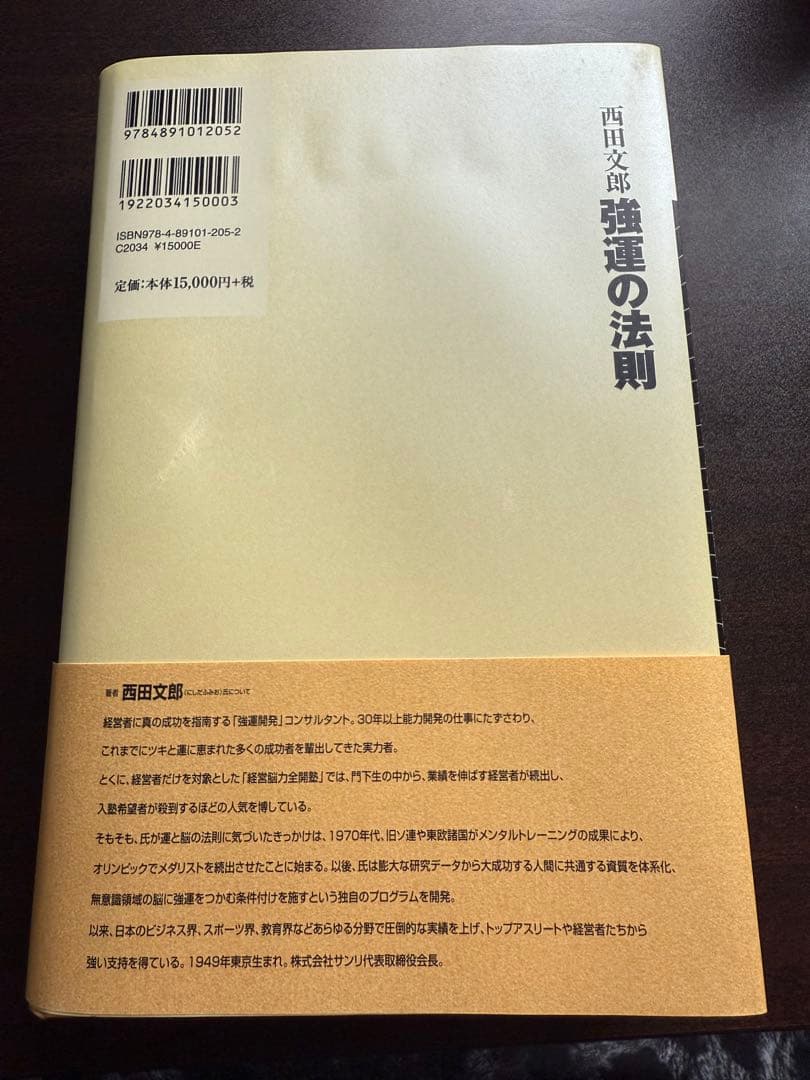 9784891012052
1922034150003
ISBN978-4-89101-205-2
C2034 ¥15000E
定価:本体15,000円+税
西田文郎
強運の法則
著者 西田文郎(にしだふみお)氏について
経営者に真の成功を指南する「強運開発」コンサルタント。30年以上能力開発の仕事にたずさわり、
これまでにツキと運に恵まれた多くの成功者を輩出してきた実力者。
とくに、経営者だけを対象とした「経営脳力全開塾」では、門下生の中から、業績を伸ばす経営者が続出し、
入塾希望者が殺到するほどの人気を博している。
そもそも、氏が運と脳の法則に気づいたきっかけは、1970年代、旧ソ連や東欧諸国がメンタルトレーニングの成果により、
オリンピックでメダリストを続出させたことに始まる。以後、氏は膨大な研究データから大成功する人間に共通する資質を体系化、
無意識領域の脳に強運をつかむ条件付けを施すという独自のプログラムを開発。
以来、日本のビジネス界、スポーツ界、教育界などあらゆる分野で圧倒的な実績を上げ、トップアスリートや経営者たちから
強い支持を得ている。1949年東京生まれ。株式会社サンリ代表取締役会長。